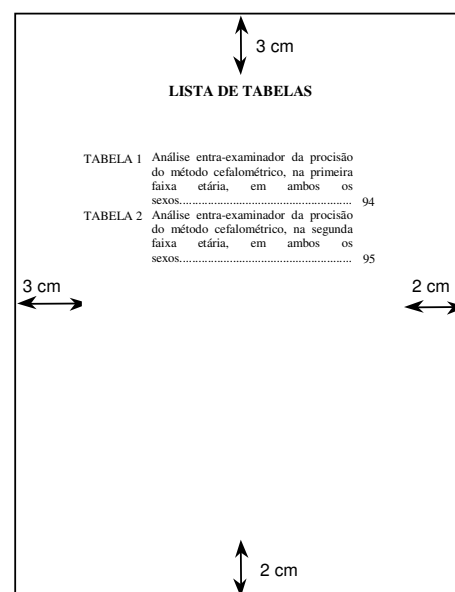 3 cm
LISTA DE TABELAS
TABELA 1 Análise entra-examinador da procisão
do método cefalométrico, na primeira
faixa etária, em ambos os
sexos...................................................... 94
TABELA 2 Análise entra-examinador da procisão
do método cefalométrico, na segunda
faixa etária, em ambos os
sexos...................................................... 95
3 cm 2 cm
2 cm